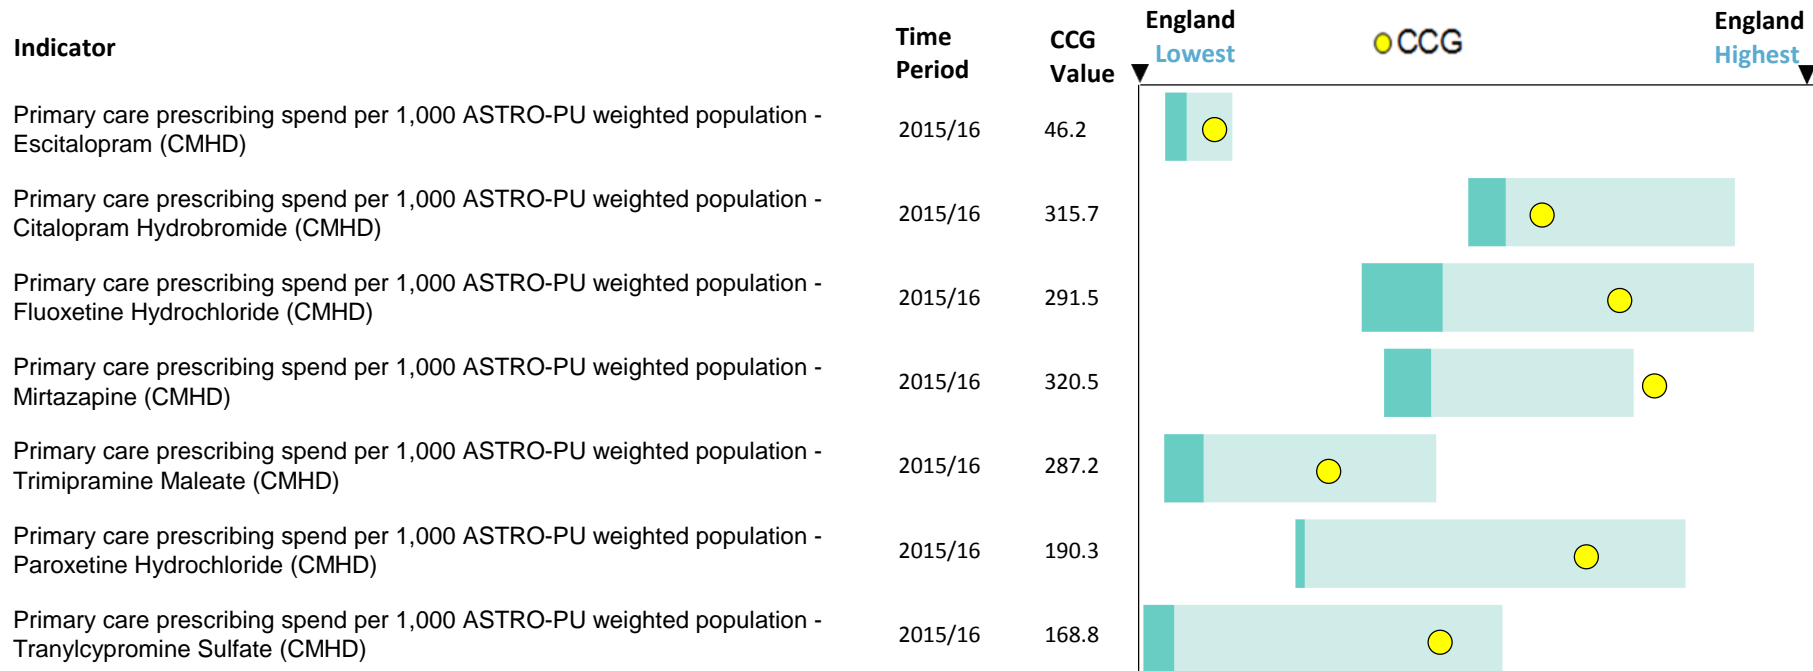 Indicator
Time Period
CCG Value
England Lowest
CCG
England Highest
Primary care prescribing spend per 1,000 ASTRO-PU weighted population -
Escitalopram (CMHD)
2015/16
46.2
Primary care prescribing spend per 1,000 ASTRO-PU weighted population -
Citalopram Hydrobromide (CMHD)
2015/16
315.7
Primary care prescribing spend per 1,000 ASTRO-PU weighted population -
Fluoxetine Hydrochloride (CMHD)
2015/16
291.5
Primary care prescribing spend per 1,000 ASTRO-PU weighted population -
Mirtazapine (CMHD)
2015/16
320.5
Primary care prescribing spend per 1,000 ASTRO-PU weighted population -
Trimipramine Maleate (CMHD)
2015/16
287.2
Primary care prescribing spend per 1,000 ASTRO-PU weighted population -
Paroxetine Hydrochloride (CMHD)
2015/16
190.3
Primary care prescribing spend per 1,000 ASTRO-PU weighted population -
Tranylcypromine Sulfate (CMHD)
2015/16
168.8